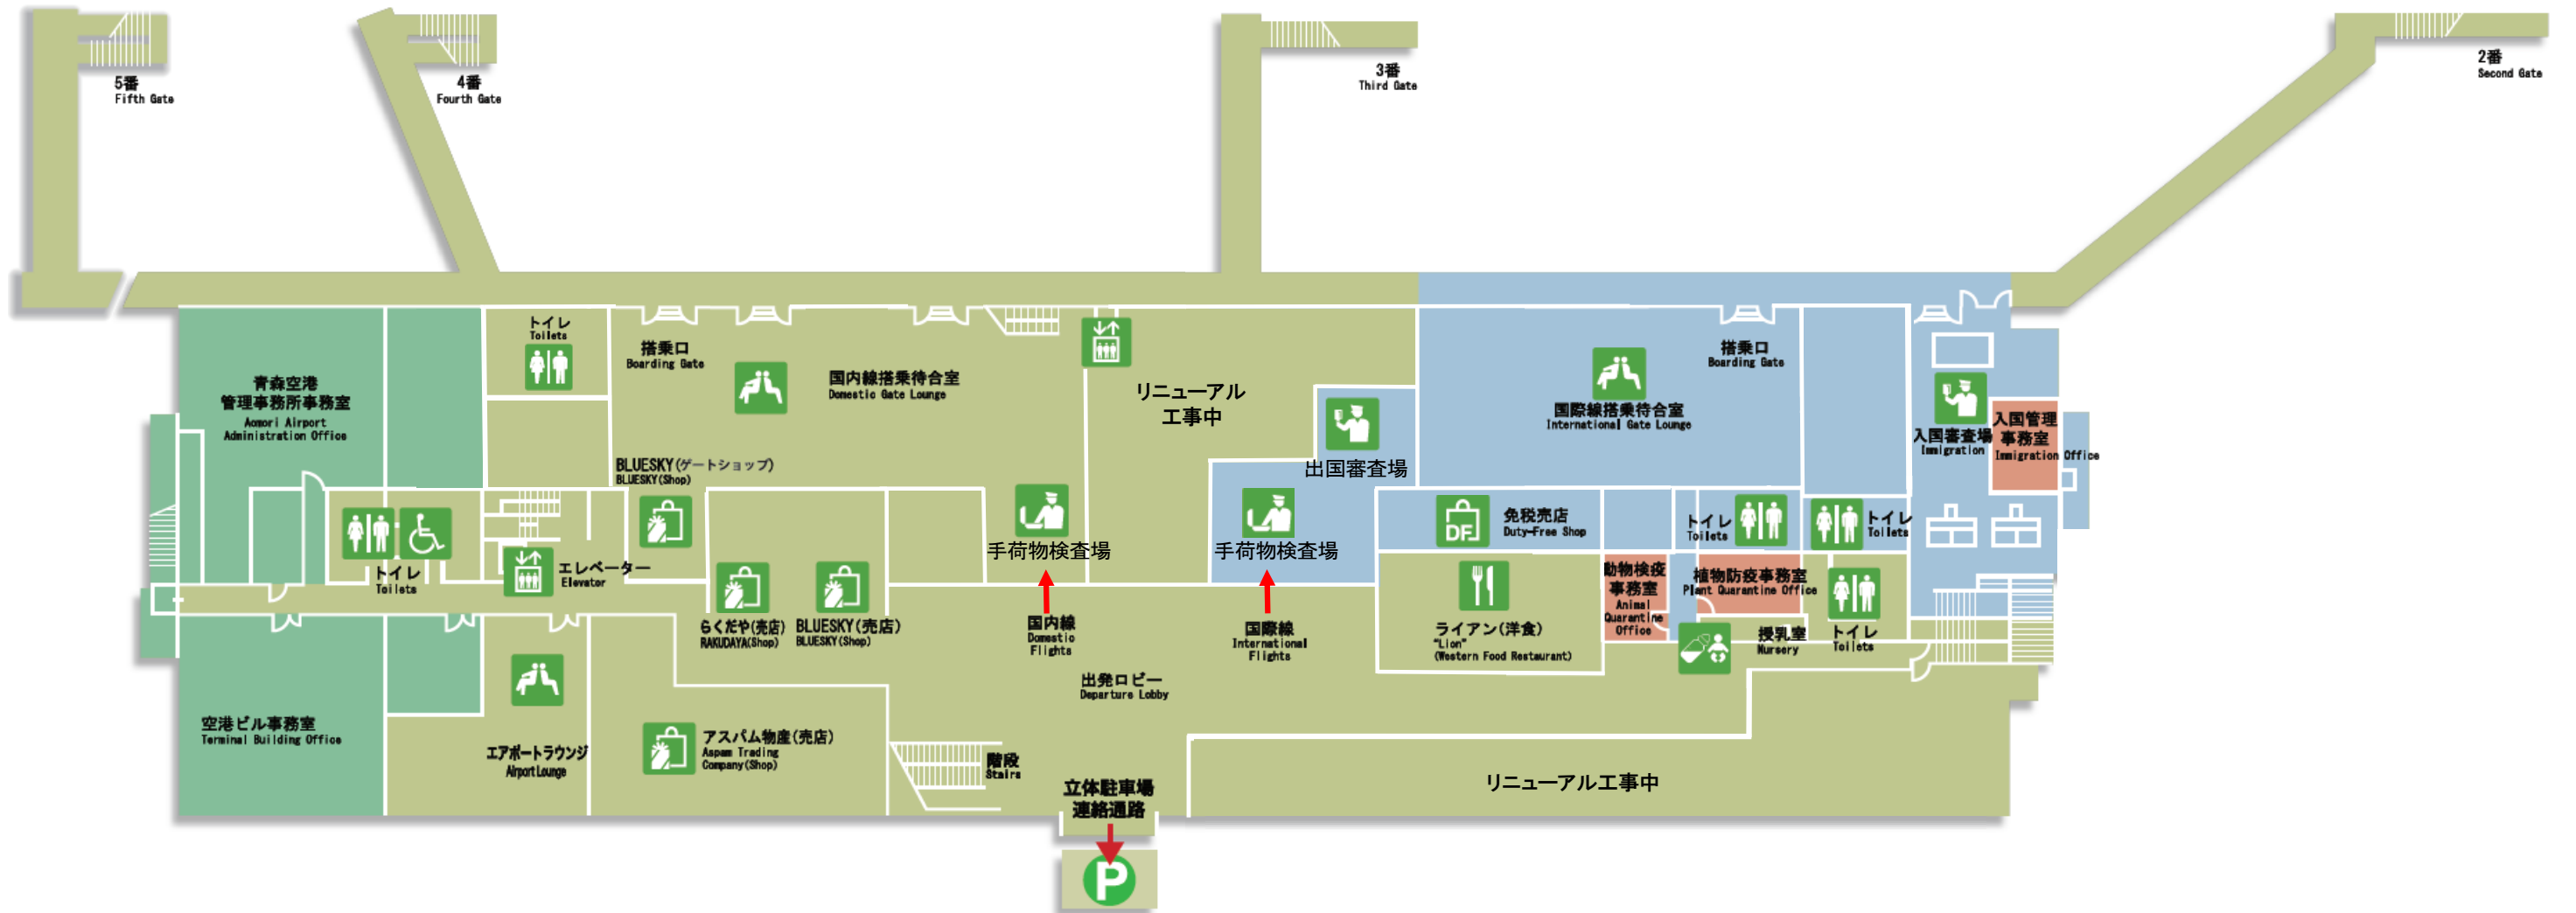 5番
Fifth Gate
4番
Fourth Gate
3番
Third Gate
2番
Second Gate
トイレ
Toilets
搭乗口
Boarding Gate
国内線搭乗待合室
Domestic Gate Lounge
リニューアル
工事中
青森空港
管理事務所事務室
Aomori Airport
Administration Office
出国審査場
国際線搭乗待合室
International Gate Lounge
搭乗口
Boarding Gate
入国審査場
Immigration
入国管理
事務室
Immigration Office
BLUESKY(ゲートショップ)
BLUESKY(Shop)
手荷物検査場
手荷物検査場
DF
免税売店
Duty-Free Shop
トイレ
Toilets
トイレ
Toilets
トイレ
Toilets
エレベーター
Elevator
らくだや(売店)
RAKUDAYA(Shop)
BLUESKY(売店)
BLUESKY(Shop)
国内線
Domestic
Flights
国際線
International
Flights
ライアン(洋食)
"Lion"
(Western Food Restaurant)
動物検疫
事務室
Animal
Quarantine
Office
植物防疫事務室
Plant Quarantine Office
授乳室
Nursery
トイレ
Toilets
出発ロビー
Departure Lobby
空港ビル事務室
Terminal Building Office
エアポートラウンジ
Airport Lounge
アスパム物産(売店)
Aspam Trading
Company(Shop)
階段
Stairs
立体駐車場
連絡通路
リニューアル工事中
P